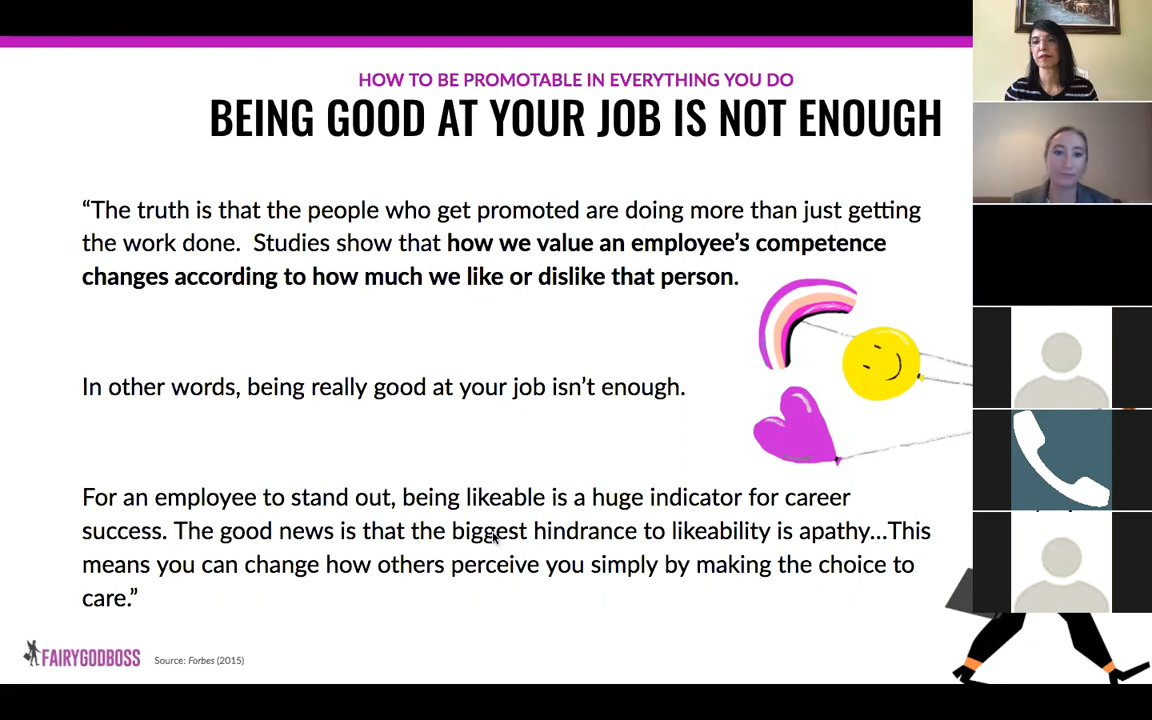 HOW TO BE PROMOTABLE IN EVERYTHING YOU DO
BEING GOOD AT YOUR JOB IS NOT ENOUGH
“The truth is that the people who get promoted are doing more than just getting
the work done.  Studies show that how we value an employee’s competence
changes according to how much we like or dislike that person.
In other words, being really good at your job isn’t enough.
For an employee to stand out, being likeable is a huge indicator for career
success. The good news is that the biggest hindrance to likeability is apathy...This
means you can change how others perceive you simply by making the choice to
care.”
FAIRYGODBOSS
Source: Forbes (2015)